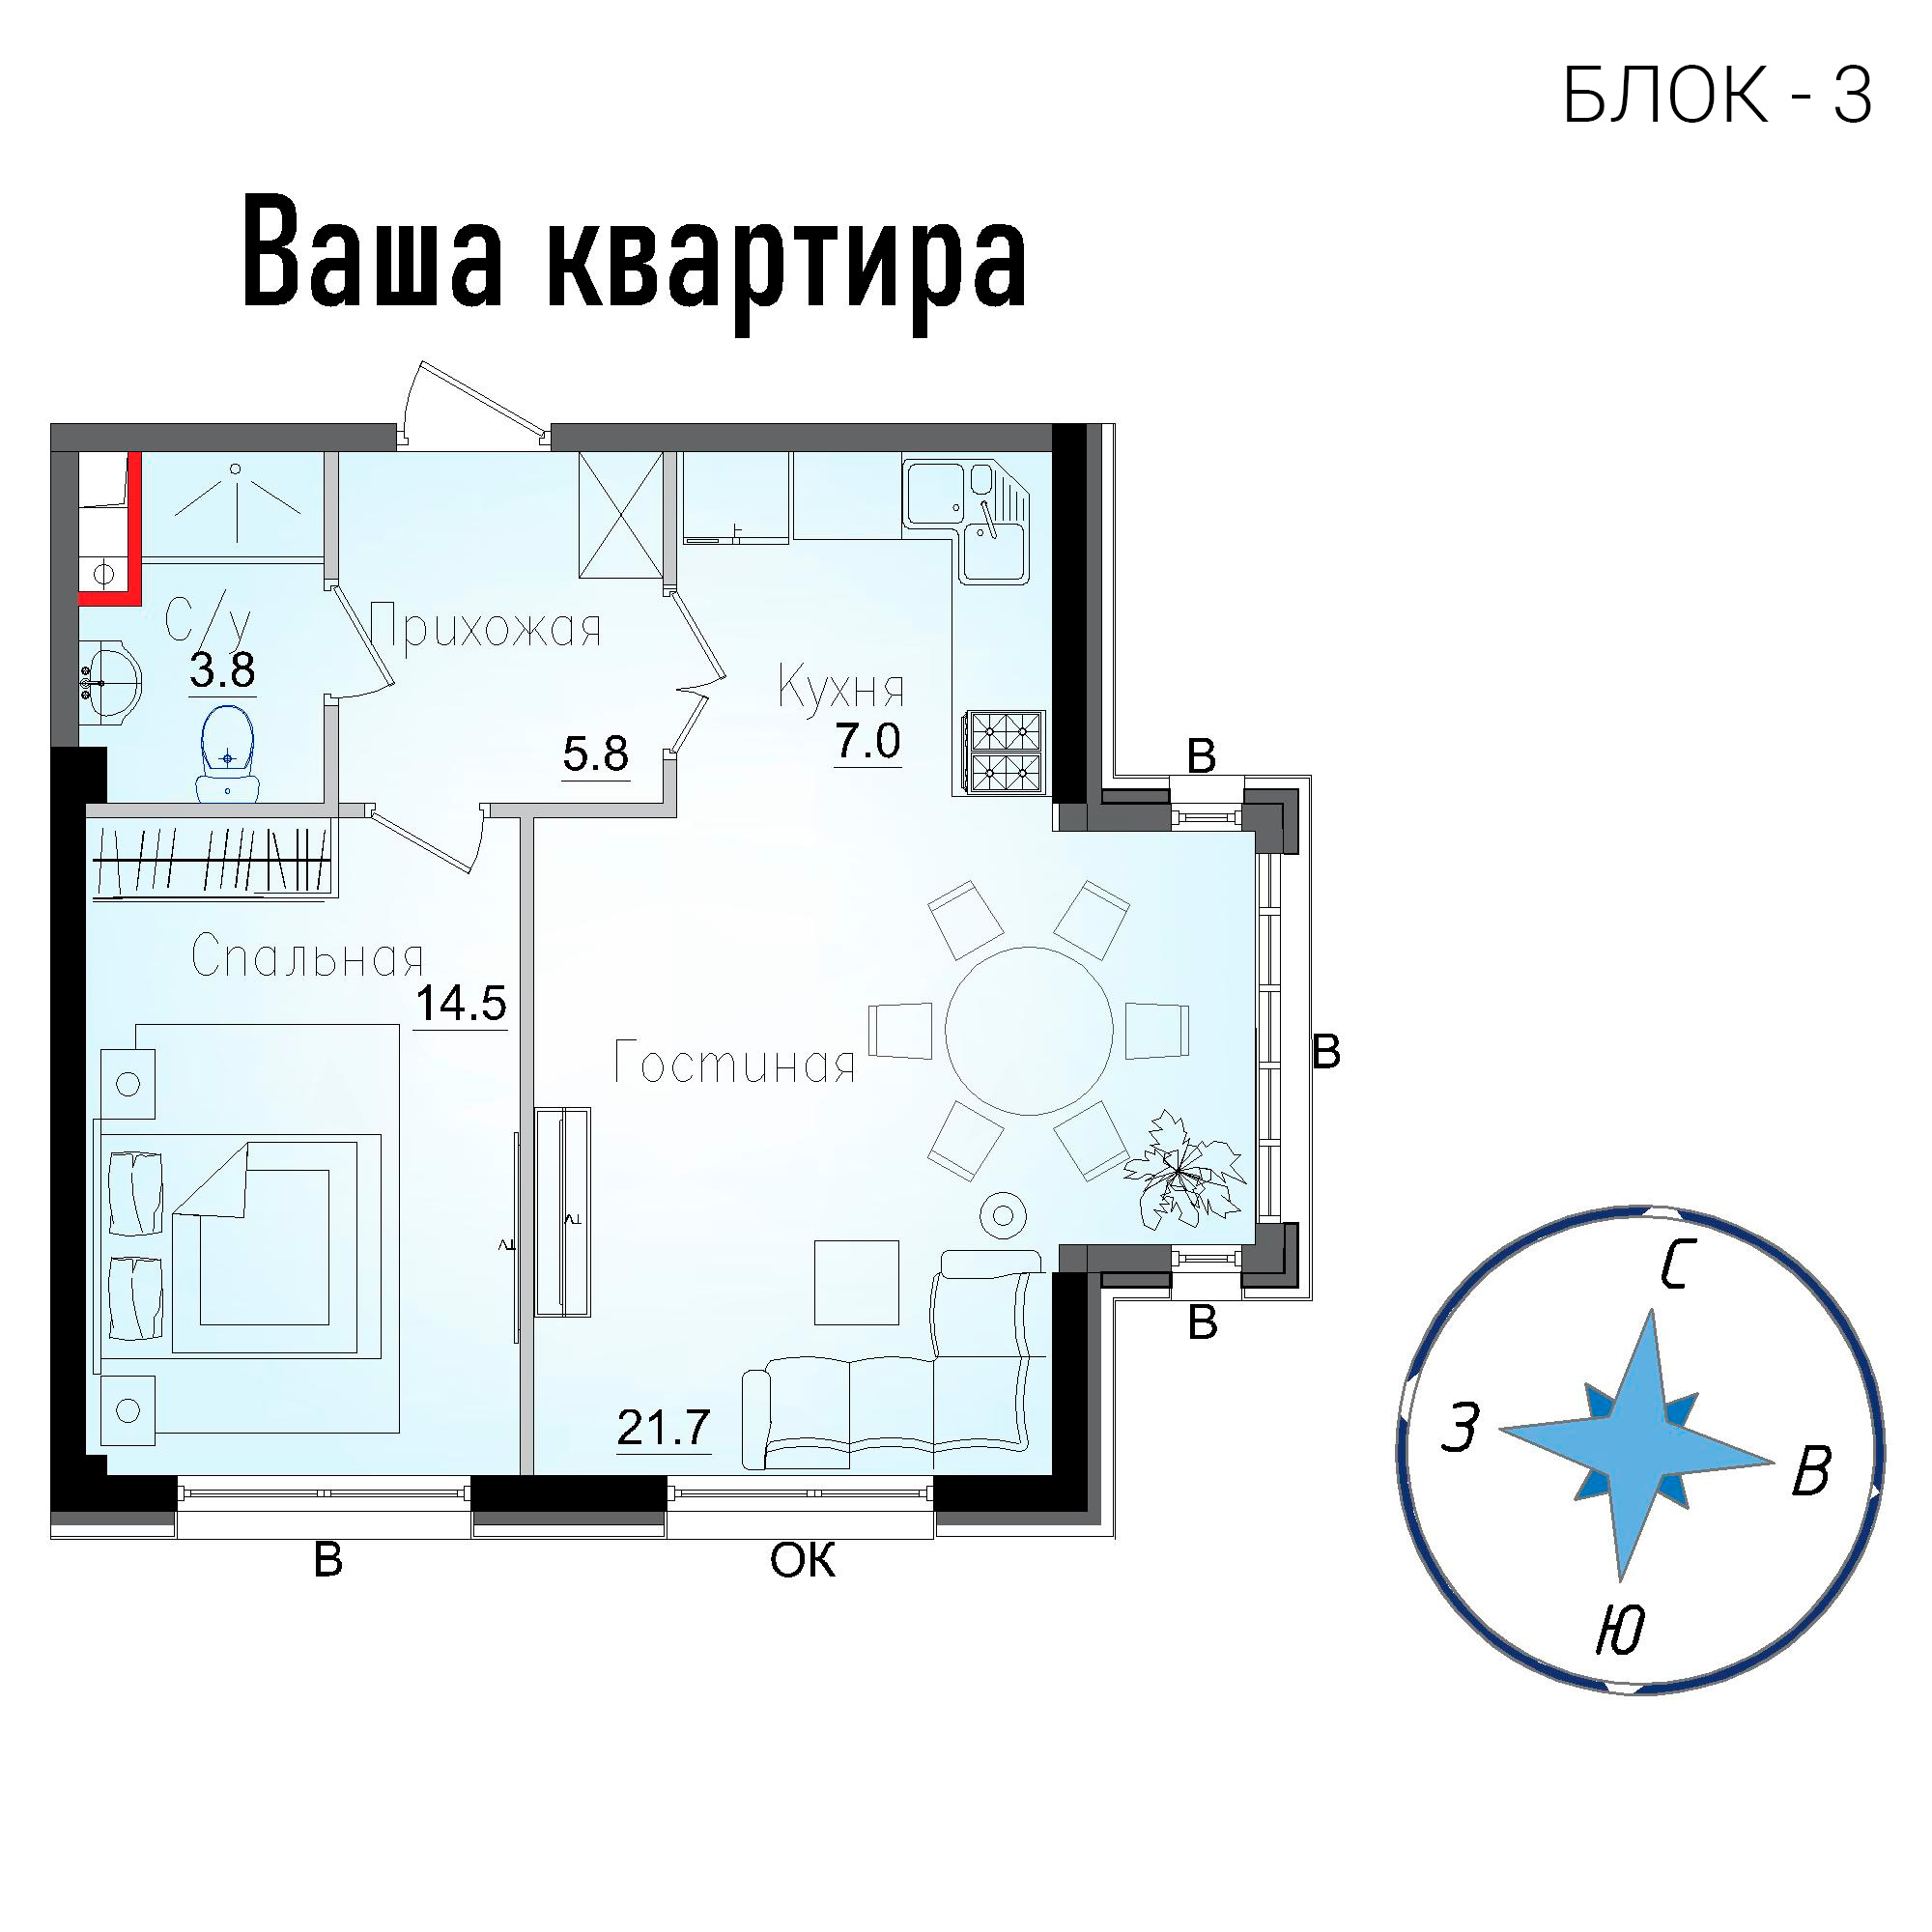 БЛОК - 3
Ваша квартира
С/у
3.8
Прихожая
5.8
Кухня
7.0
В
Спальная
14.5
Гостиная
В
21.7
В
В
ОК
С
З
В
Ю